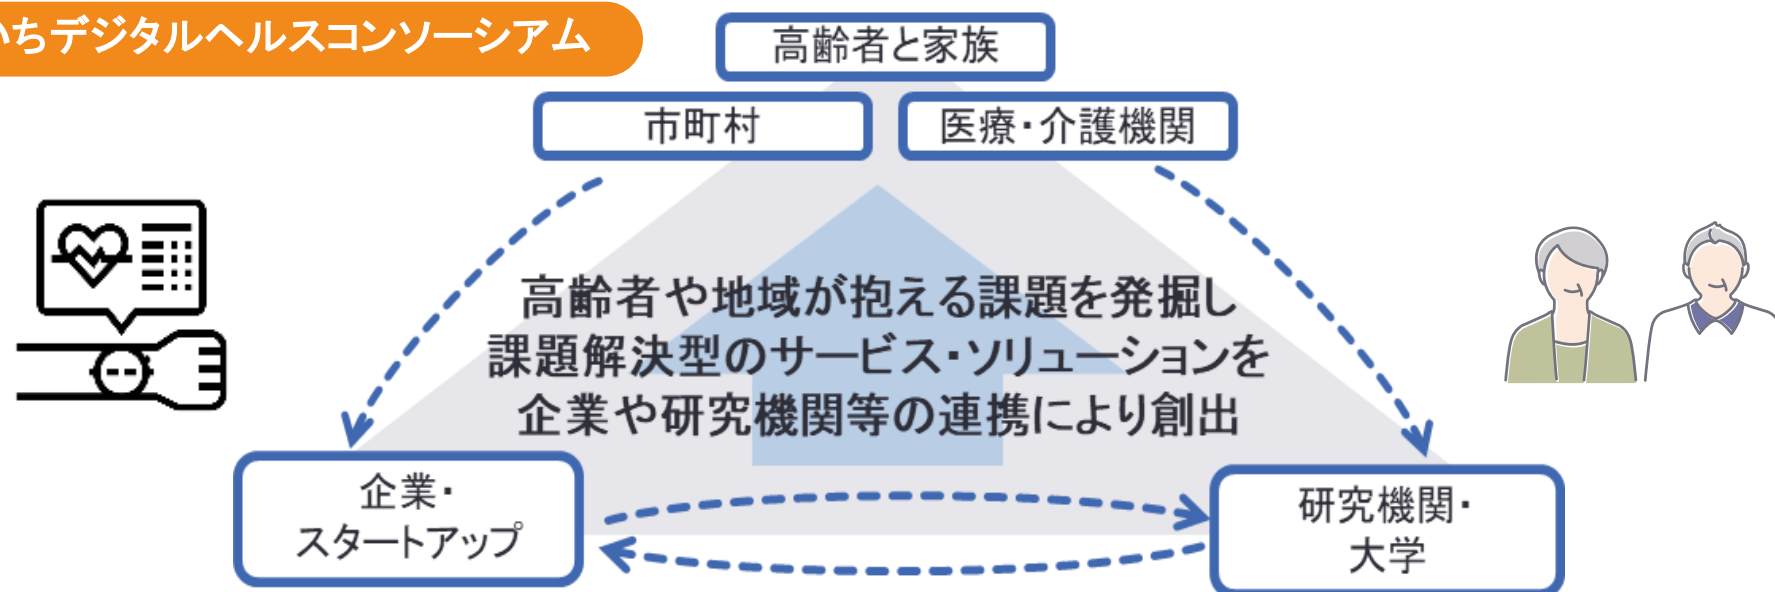 いちデジタルヘルスコンソーシアム
高齢者と家族
市町村
医療・介護機関
高齢者や地域が抱える課題を発掘し
課題解決型のサービス・ソリューションを
企業や研究機関等の連携により創出
企業・
スタートアップ
研究機関・
大学